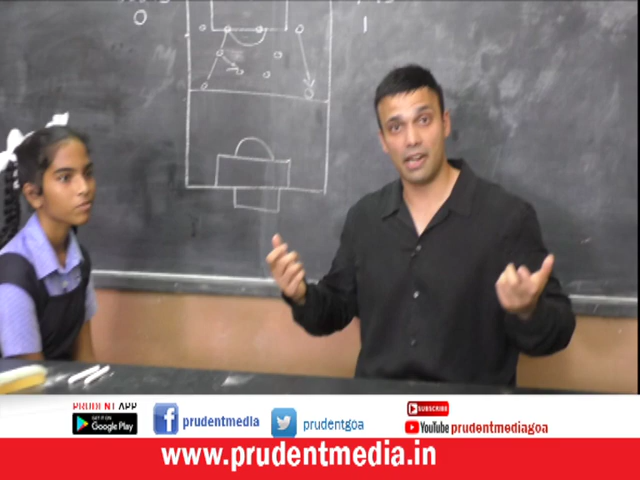 0
1
PRUDENT APP
GET IT ON
Google Play
prudentmedia
prudentgoa
SUBSCRIBE
YouTube prudentmediagoa
www.prudentmedia.in